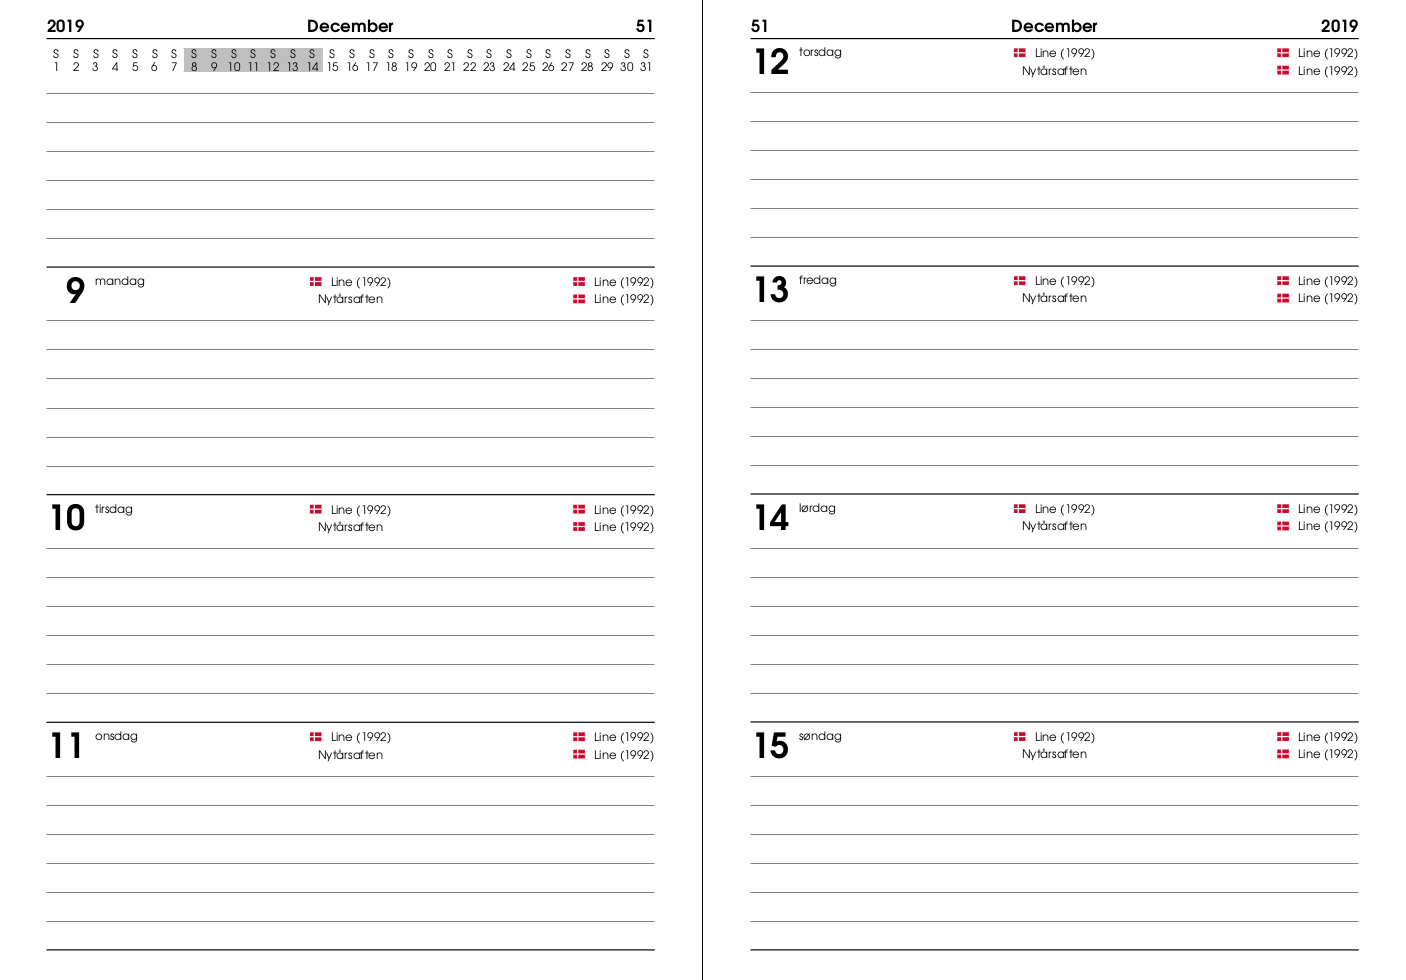 2019 December 51
S S S S S S S S S S S S S S S S S S S S S S S S S S S S S S S
1 2 3 4 5 6 7 8 9 10 11 12 13 14 15 16 17 18 19 20 21 22 23 24 25 26 27 28 29 30 31
9 mandag Line (1992) Line (1992)
Nytårsaften Line (1992)
10 tirsdag Line (1992) Line (1992)
Nytårsaften Line (1992)
11 onsdag Line (1992) Line (1992)
Nytårsaften Line (1992)
51 December 2019
12 torsdag Line (1992) Line (1992)
Nytårsaften Line (1992)
13 fredag Line (1992) Line (1992)
Nytårsaften Line (1992)
14 lørdag Line (1992) Line (1992)
Nytårsaften Line (1992)
15 søndag Line (1992) Line (1992)
Nytårsaften Line (1992)